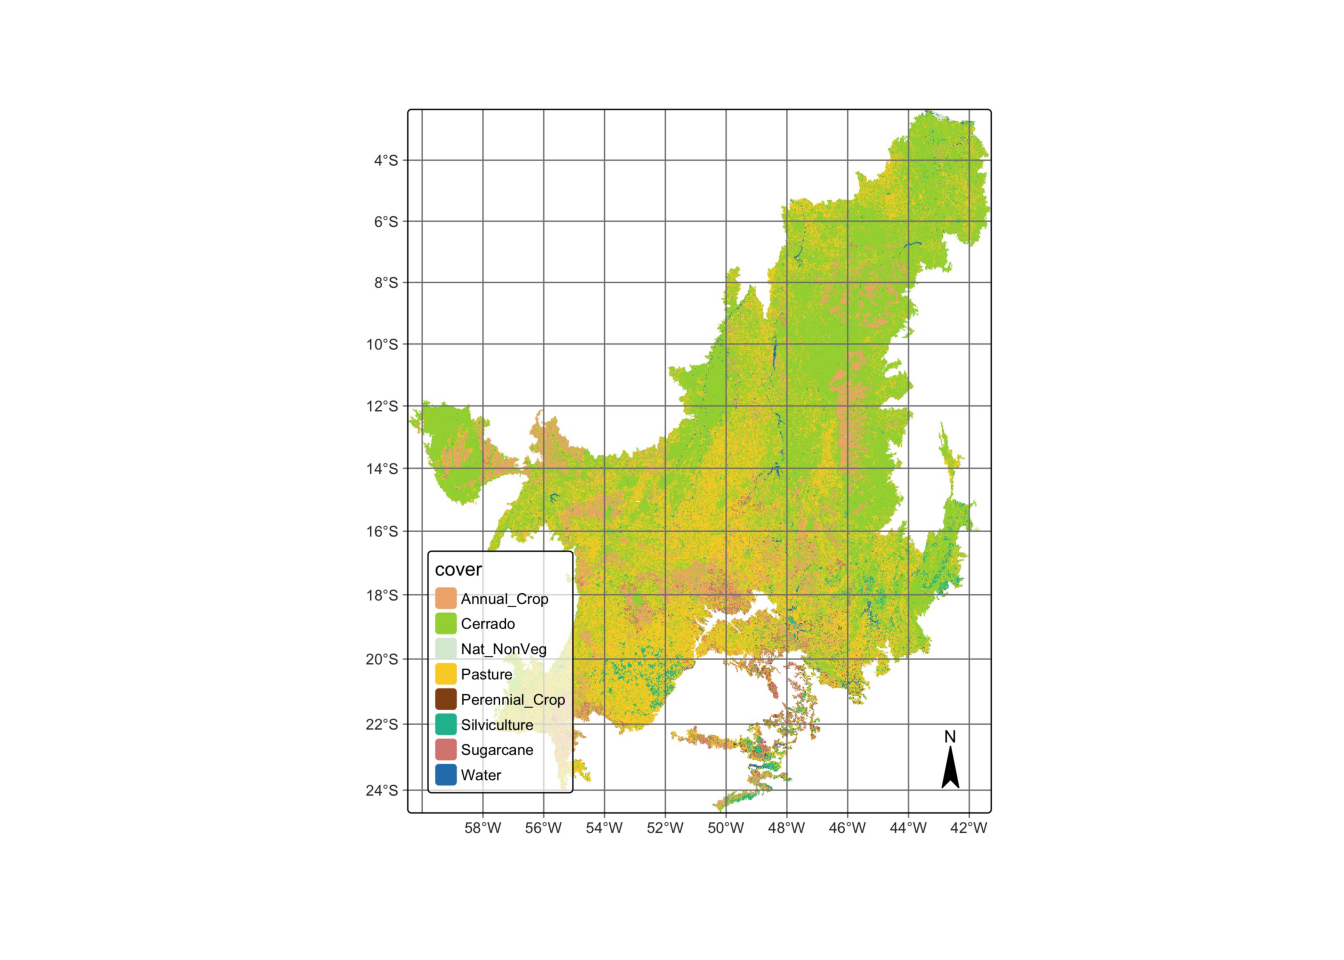 4°S
6°S
8°S
10°S
12°S
14°S
16°S
18°S
20°S
22°S
24°S
cover
Annual_Crop
Cerrado
Nat_NonVeg
Pasture
Perennial_Crop
Silviculture
Sugarcane
Water
N
58°W 56°W 54°W 52°W 50°W 48°W 46°W 44°W 42°W